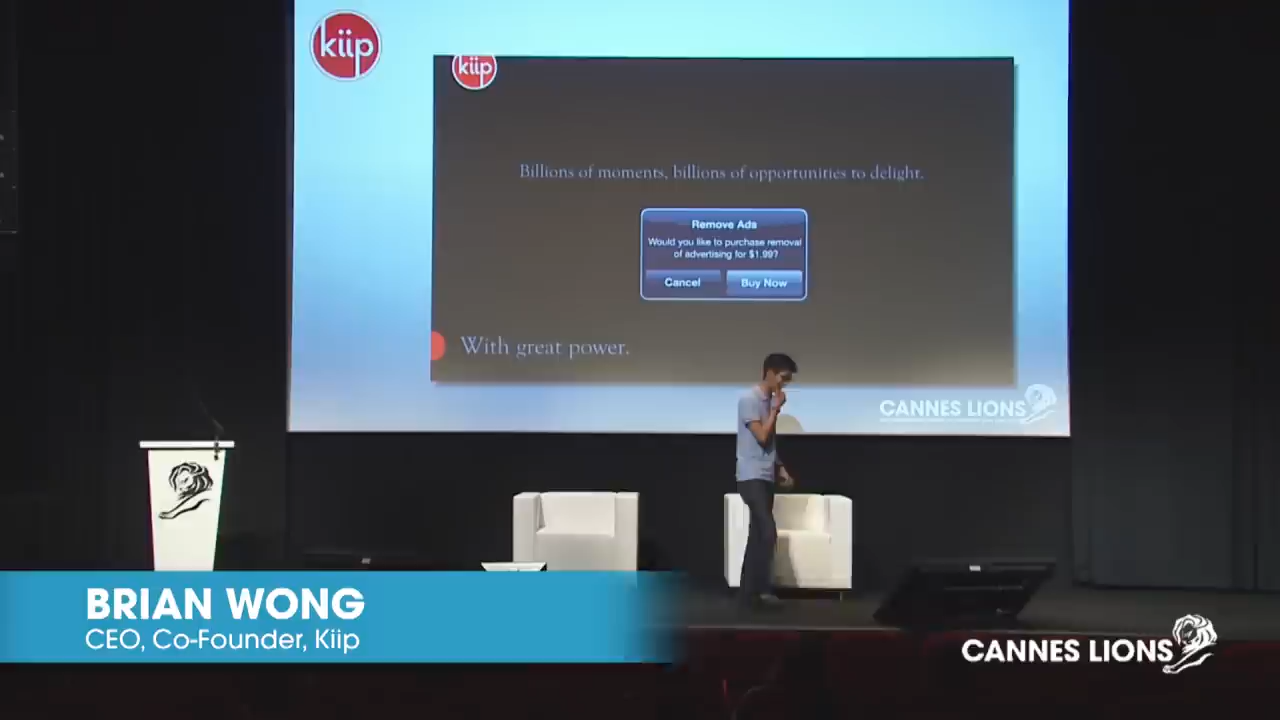 kiip
kiip
Billions of moments, billions of opportunities to delight.
Remove Ads
Would you like to purchase removal
of advertising for $1.99?
Cancel
Buy Now
With great power.
CANNES LIONS
BRIAN WONG
CEO, Co-Founder, Kiip
CANNES LIONS